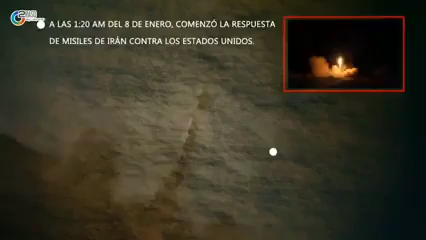 A LAS 1:20 AM DEL 8 DE ENERO, COMENZÓ LA RESPUESTA
DE MISILES DE IRÁN CONTRA LOS ESTADOS UNIDOS.